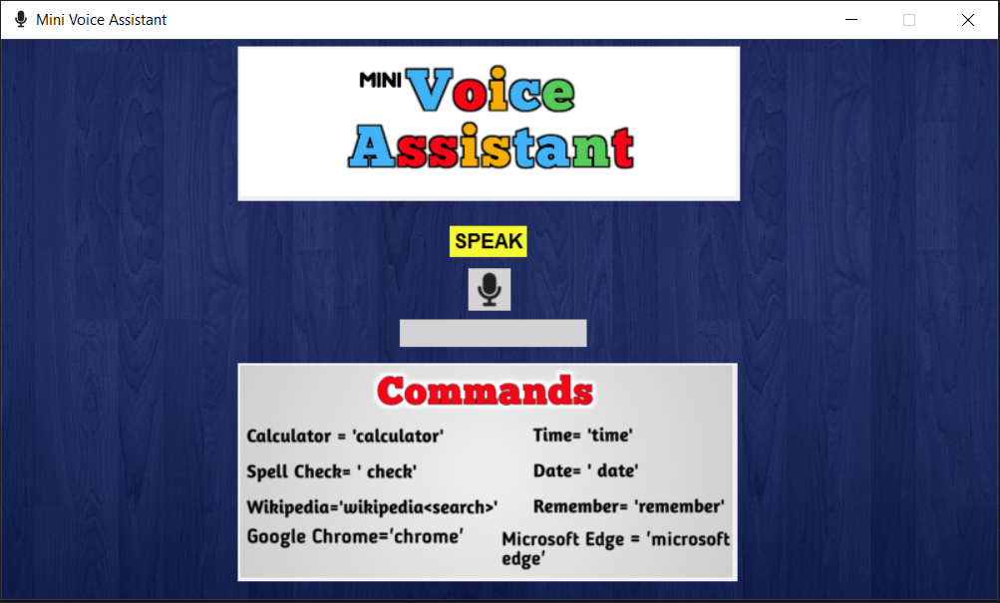 Mini Voice Assistant
MINI Voice
Assistant
SPEAK
Commands
Calculator = 'calculator'
Time= 'time'
Spell Check= ' check'
Date= ' date'
Wikipedia='wikipedia<search>'
Remember= 'remember'
Google Chrome='chrome'
Microsoft Edge = 'microsoft
edge'